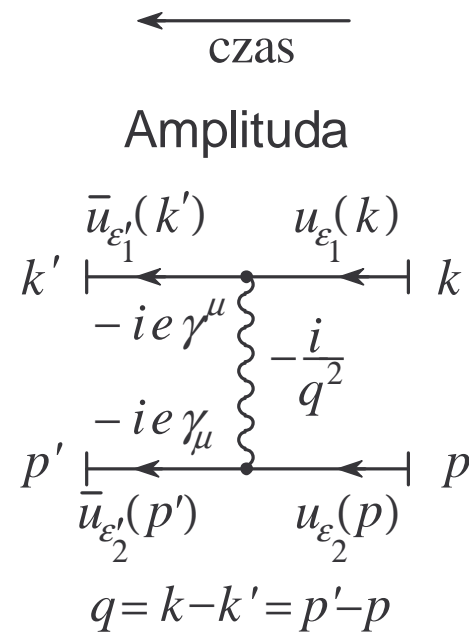 czas
Amplituda
ū_{ε′_1}(k′) u_{ε_1}(k)
k′ k
−ieγ^μ
−i/q²
−ieγ_μ
p′ p
ū_{ε′_2}(p′) u_{ε_2}(p)
q=k−k′=p′−p